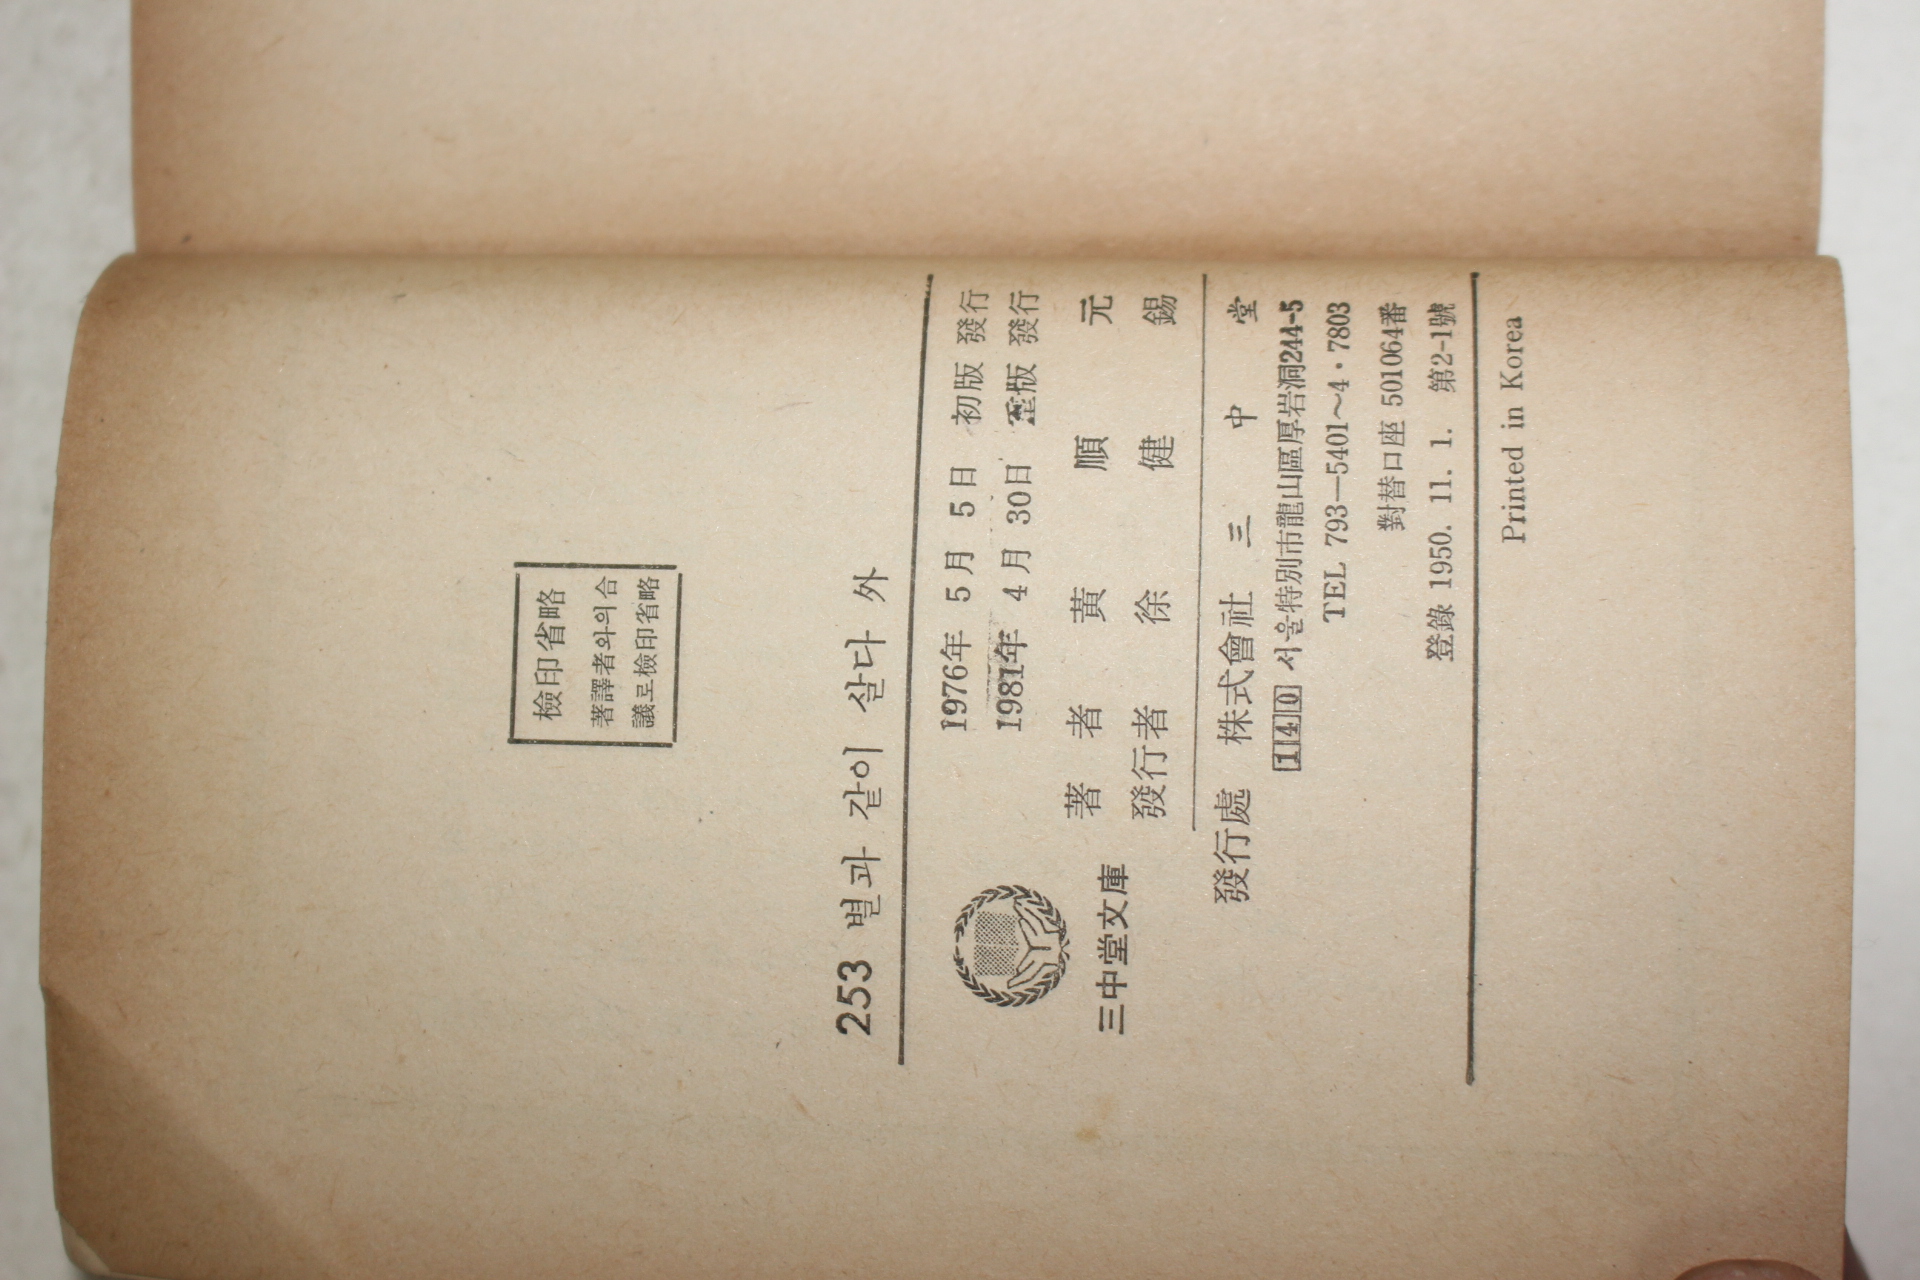 檢印省略
著譯者와의合
議로檢印省略
253 별과 같이 살다 外
1976年 5月 5日 初版 發行
1981年 4月 30日 版 發行
著者 黃順元
發行者 徐健錫
三中堂文庫
發行處 株式會社 三中堂
140 서울特別市龍山區厚岩洞244-5
TEL 793—5401~4·7803
對替口座 501064番
登錄 1950. 11. 1. 第2-1號
Printed in Korea